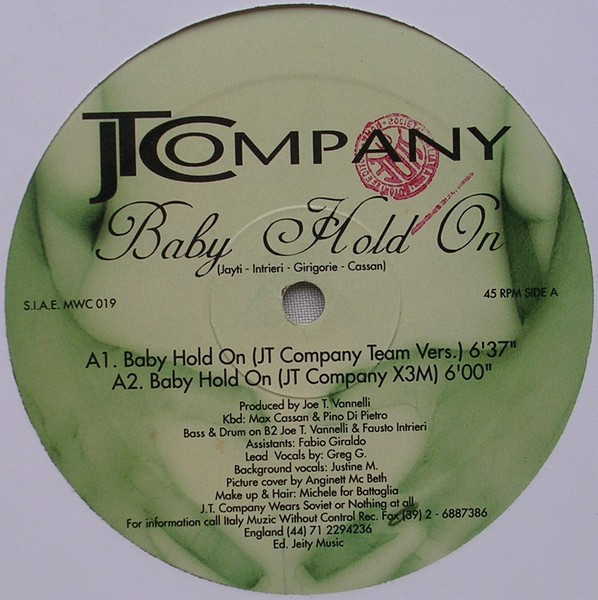 JT COMPANY
Baby Hold On
(Jayti - Intrieri - Girigorie - Cassan)
S.I.A.E. MWC 019
45 RPM SIDE A
A1. Baby Hold On (JT Company Team Vers.) 6'37"
A2. Baby Hold On (JT Company X3M) 6'00"
Produced by Joe T. Vannelli
Kbd: Max Cassan & Pino Di Pietro
Bass & Drum on B2 Joe T. Vannelli & Fausto Intrieri
Assistants: Fabio Giraldo
Lead Vocals by: Greg G.
Background vocals: Justine M.
Picture cover by Anginett Mc Beth
Make up & Hair: Michele for Battaglia
J.T. Company Wears Soviet or Nothing at all
For information call Italy Muzic Without Control Rec. Fax (39) 2 - 6887386
England (44) 71 2294236
Ed. Jeity Music